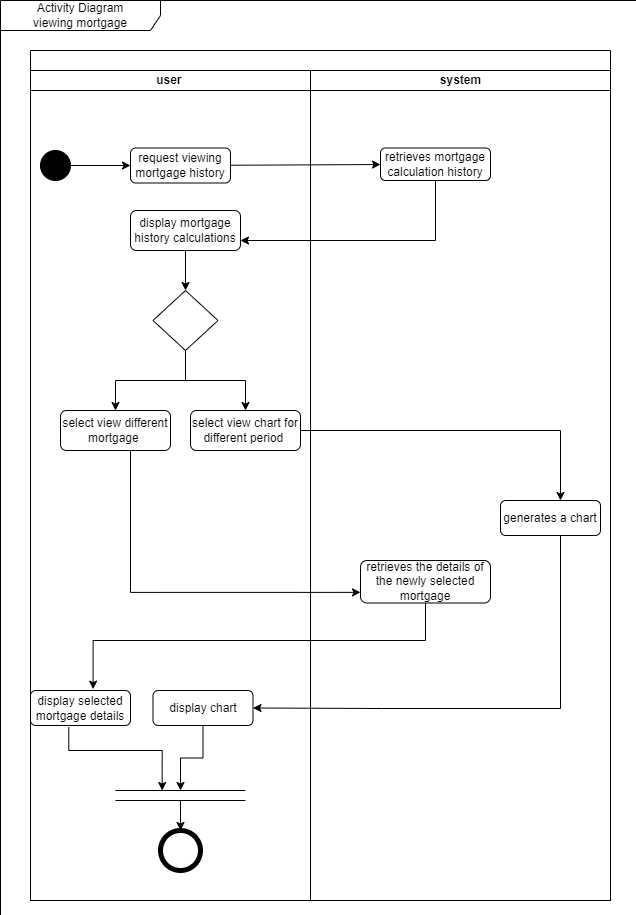 Activity Diagram
viewing mortgage
user
system
request viewing
mortgage history
retrieves mortgage
calculation history
display mortgage
history calculations
select view different
mortgage
select view chart for
different period
generates a chart
retrieves the details of
the newly selected
mortgage
display selected
mortgage details
display chart